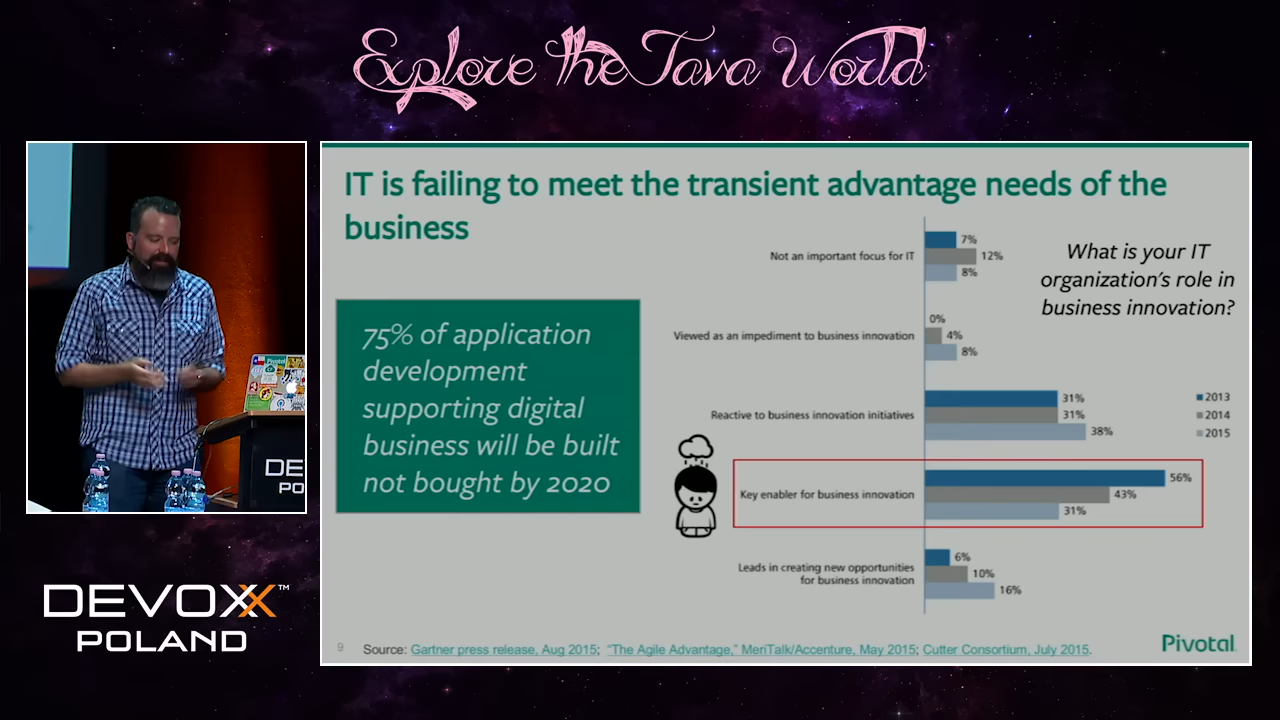 Explore the Java World
IT is failing to meet the transient advantage needs of the
business
75% of application
development
supporting digital
business will be built
not bought by 2020
What is your IT
organization's role in
business innovation?
Not an important focus for IT
7%
12%
8%
Viewed as an impediment to business innovation
0%
4%
8%
Reactive to business innovation initiatives
31%
31%
38%
2013
2014
2015
Key enabler for business innovation
56%
43%
31%
Leads in creating new opportunities
for business innovation
6%
10%
16%
9
Source: Gartner press release, Aug 2015; "The Agile Advantage," MeriTalk/Accenture, May 2015; Cutter Consortium, July 2015.
Pivotal
Pivotal
DE
PO
DEVOXX™
POLAND